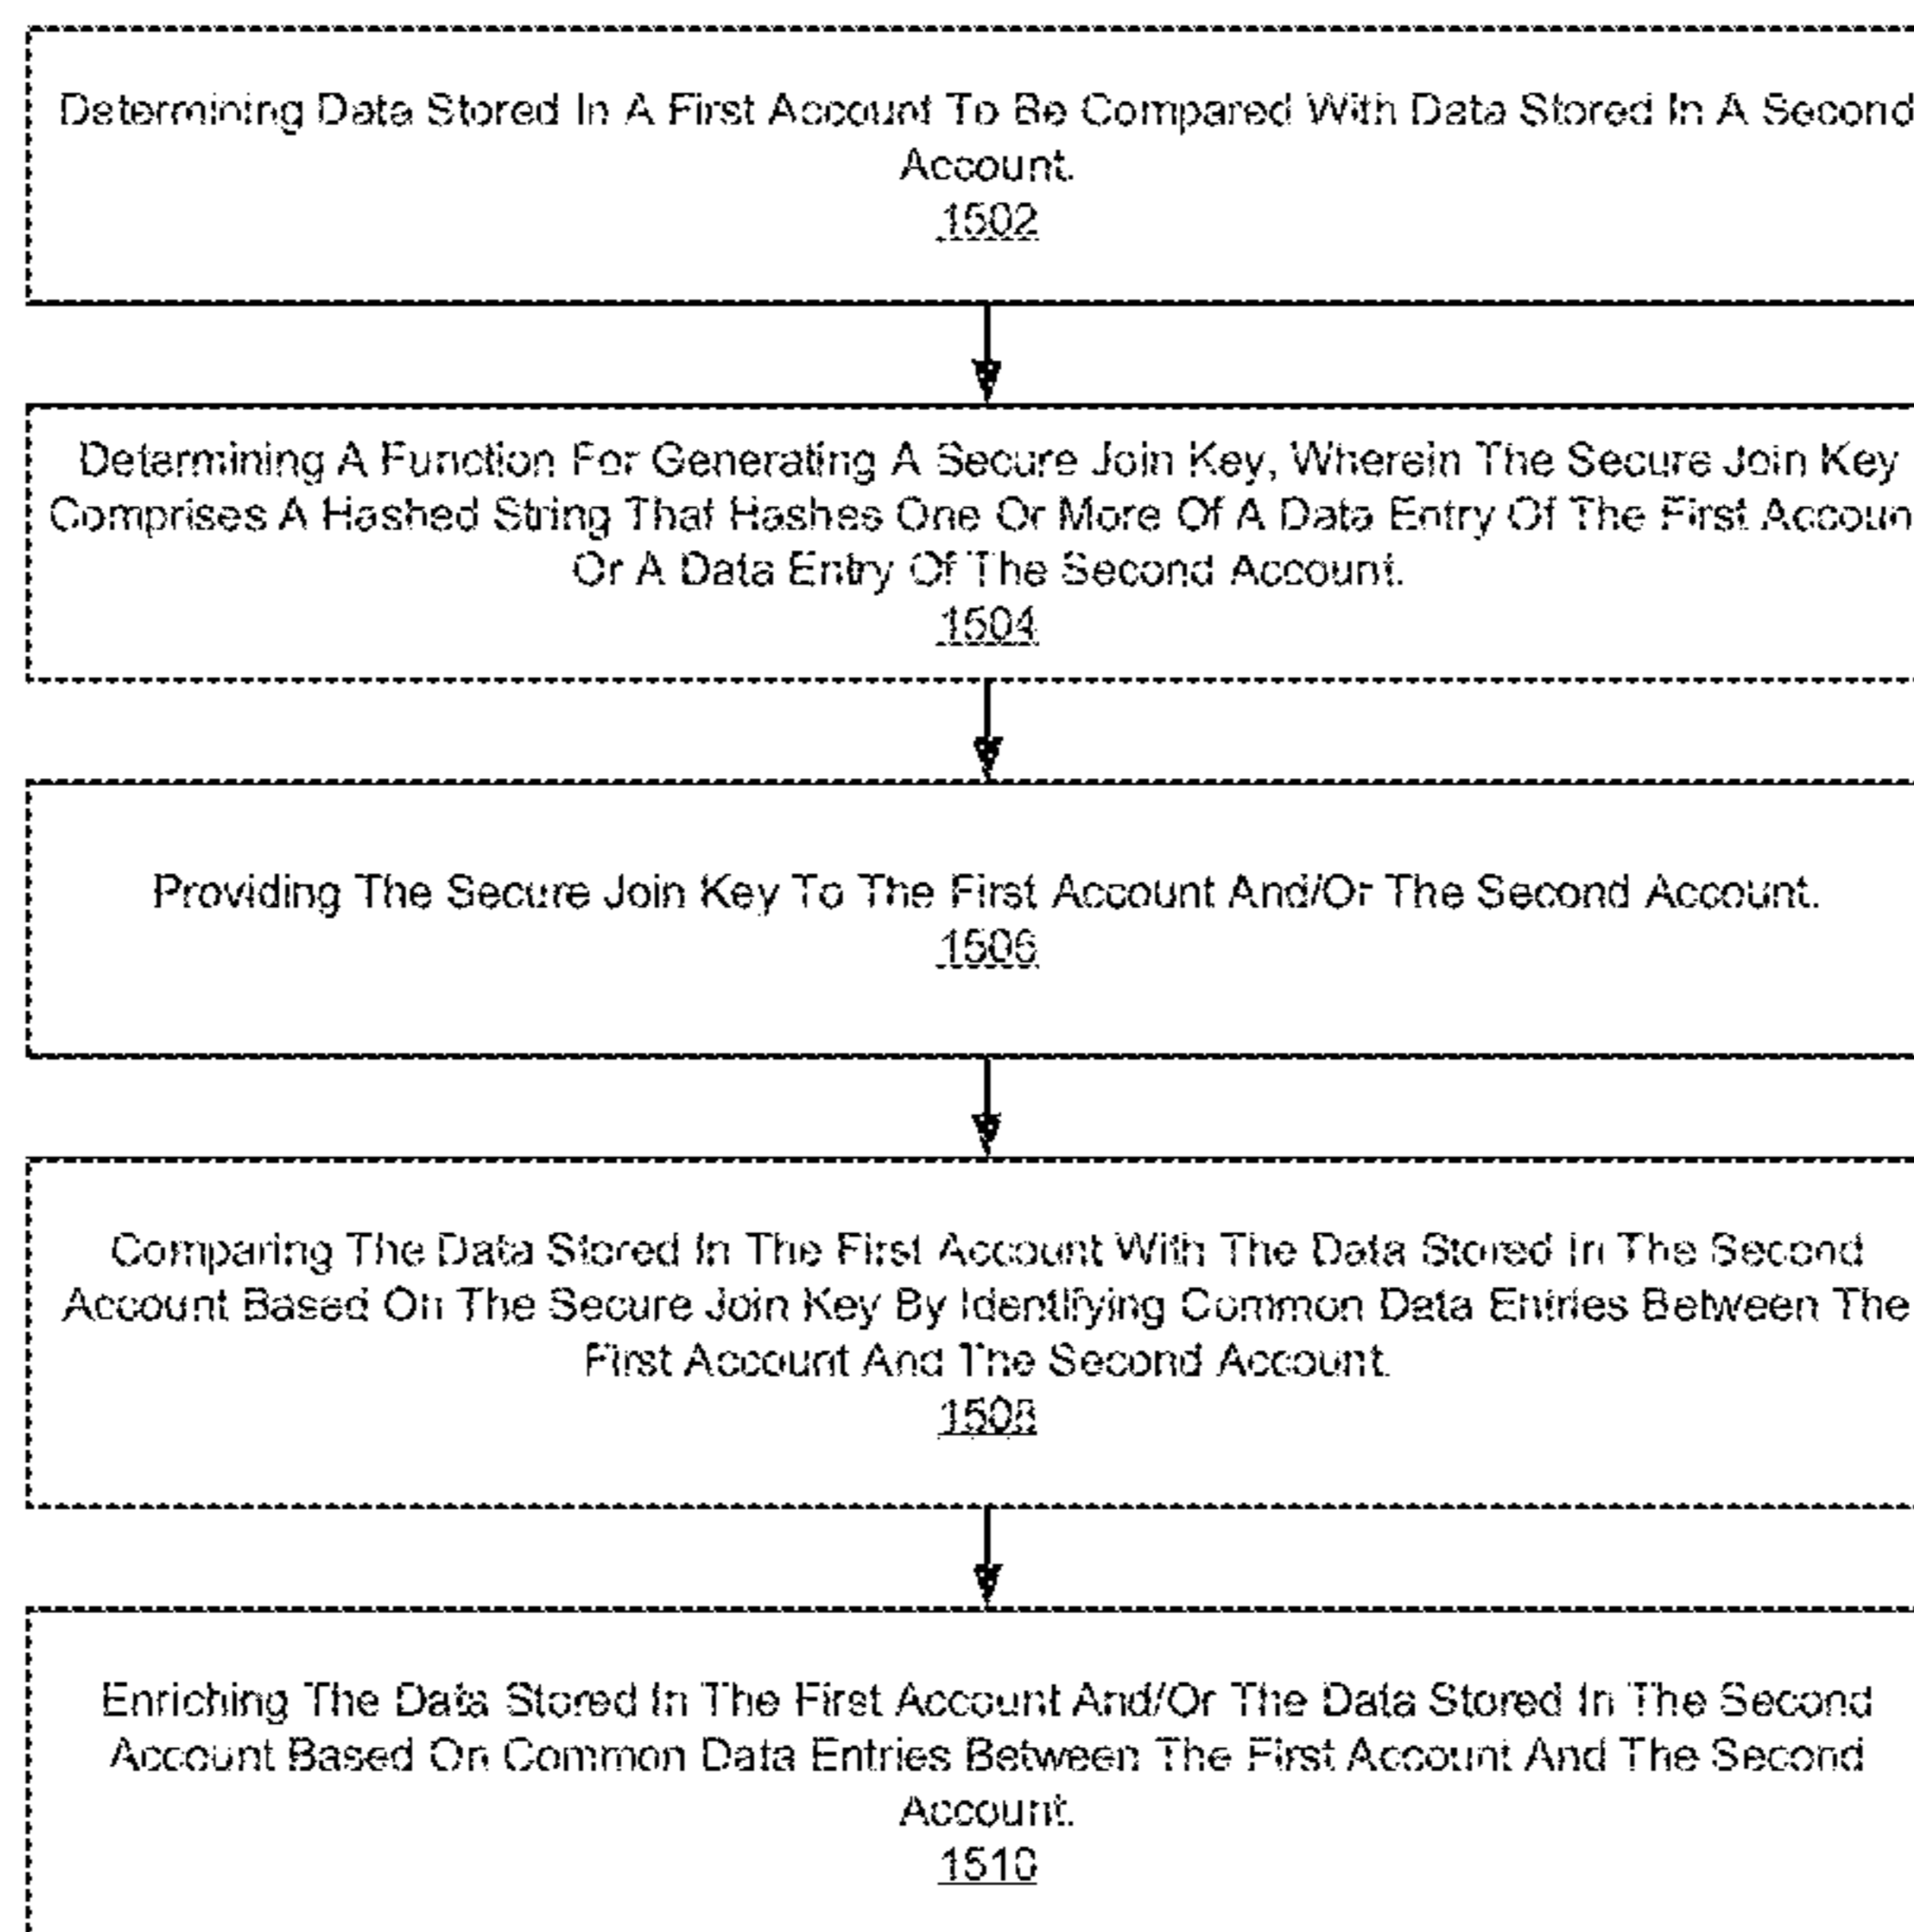 Determining Data Stored In A First Account To Be Compared With Data Stored In A Second
Account.
1502
Determining A Function For Generating A Secure Join Key, Wherein The Secure Join Key
Comprises A Hashed String That Hashes One Or More Of A Data Entry Of The First Accoun
Or A Data Entry Of The Second Account.
1504
Providing The Secure Join Key To The First Account And/Or The Second Account.
1506
Comparing The Data Stored In The First Account With The Data Stored In The Second
Account Based On The Secure Join Key By Identifying Common Data Entries Between The
First Account And The Second Account.
1508
Enriching The Data Stored In The First Account And/Or The Data Stored In The Second
Account Based On Common Data Entries Between The First Account And The Second
Account.
1510